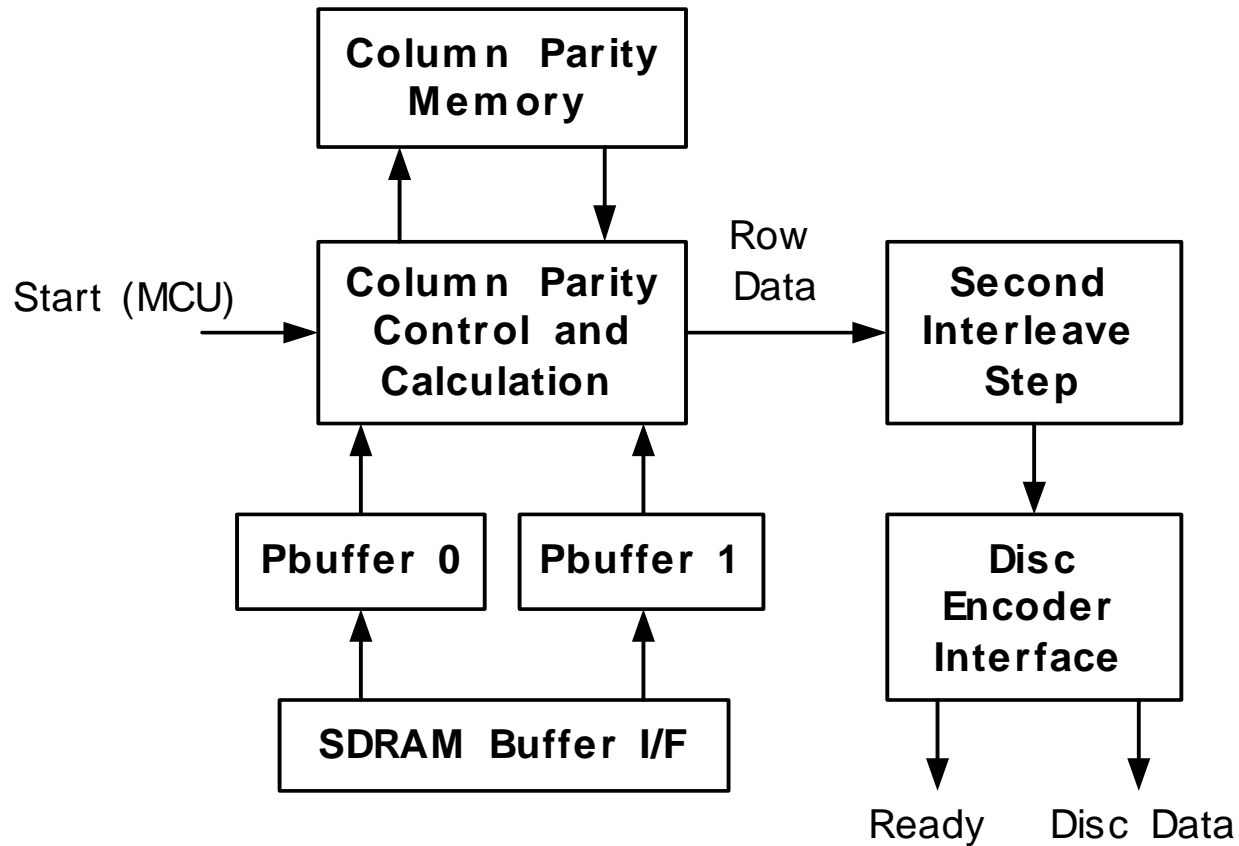 Column Parity
Memory
Row
Data
Start (MCU)
Column Parity
Control and
Calculation
Second
Interleave
Step
Pbuffer 0
Pbuffer 1
Disc
Encoder
Interface
SDRAM Buffer I/F
Ready
Disc Data